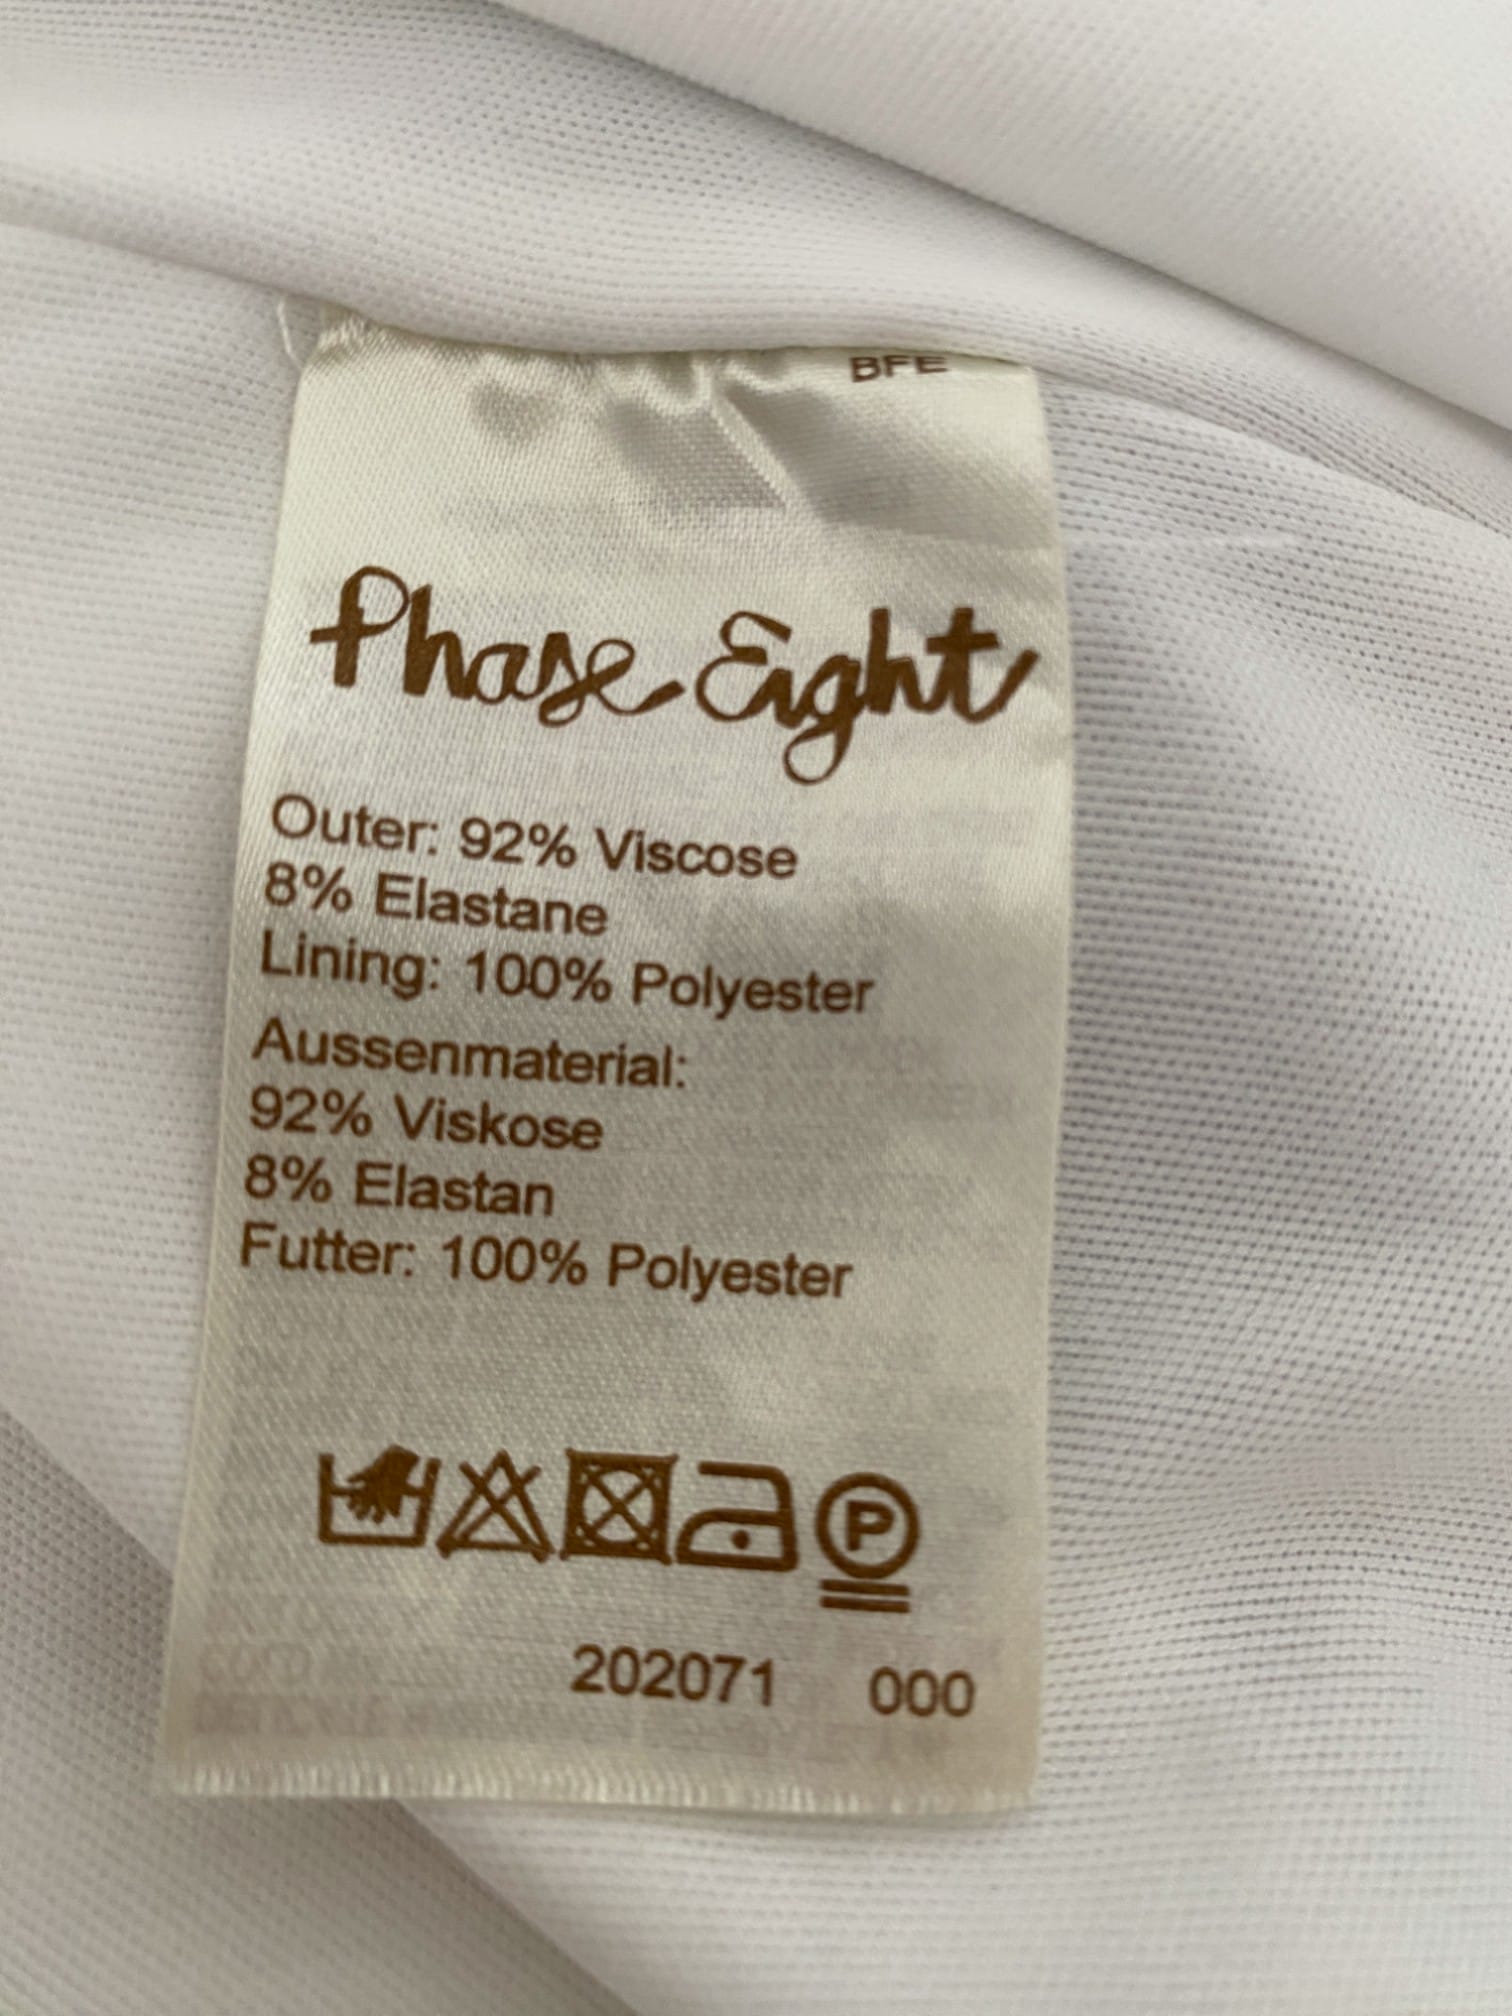 BFE
Phase Eight
Outer: 92% Viscose
8% Elastane
Lining: 100% Polyester
Aussenmaterial:
92% Viskose
8% Elastan
Futter: 100% Polyester
P
202071 000